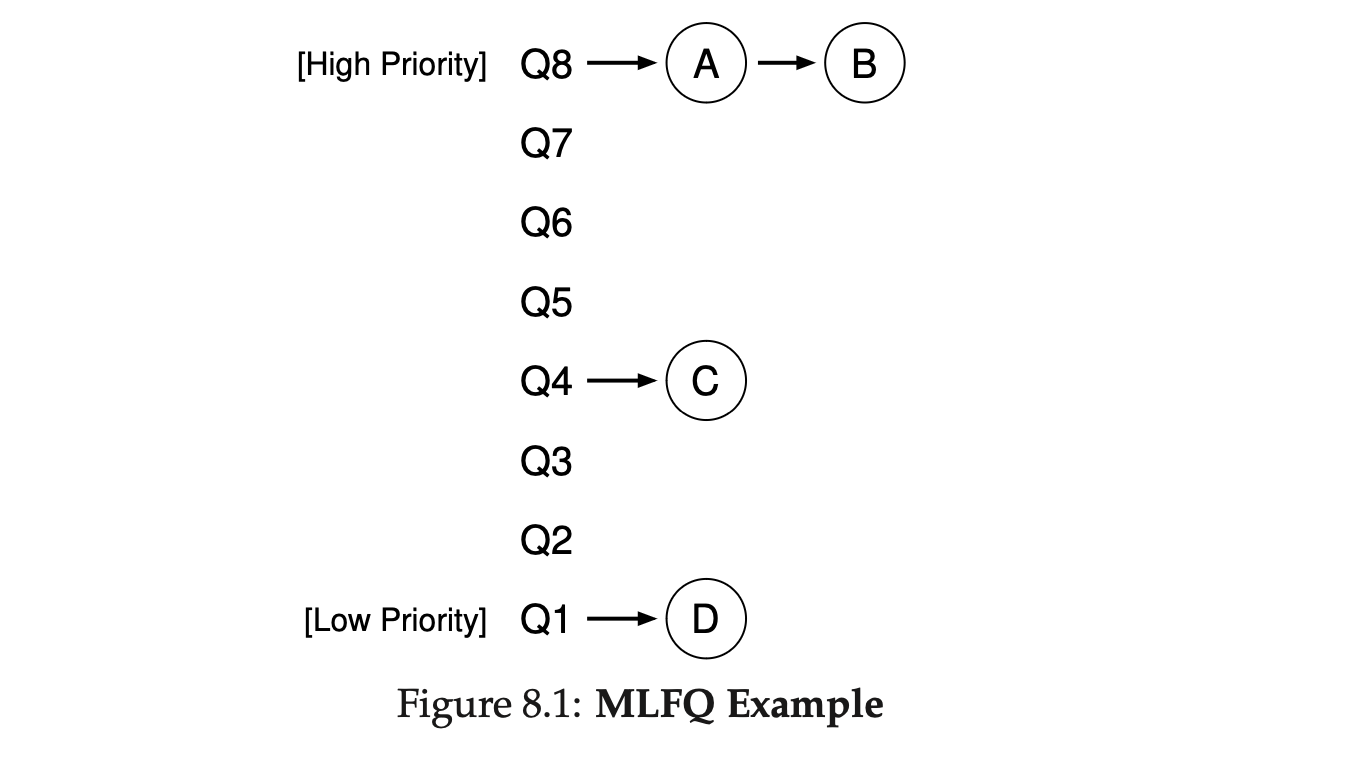 [High Priority] Q8 A B
Q7
Q6
Q5
Q4 C
Q3
Q2
[Low Priority] Q1 D
Figure 8.1: MLFQ Example